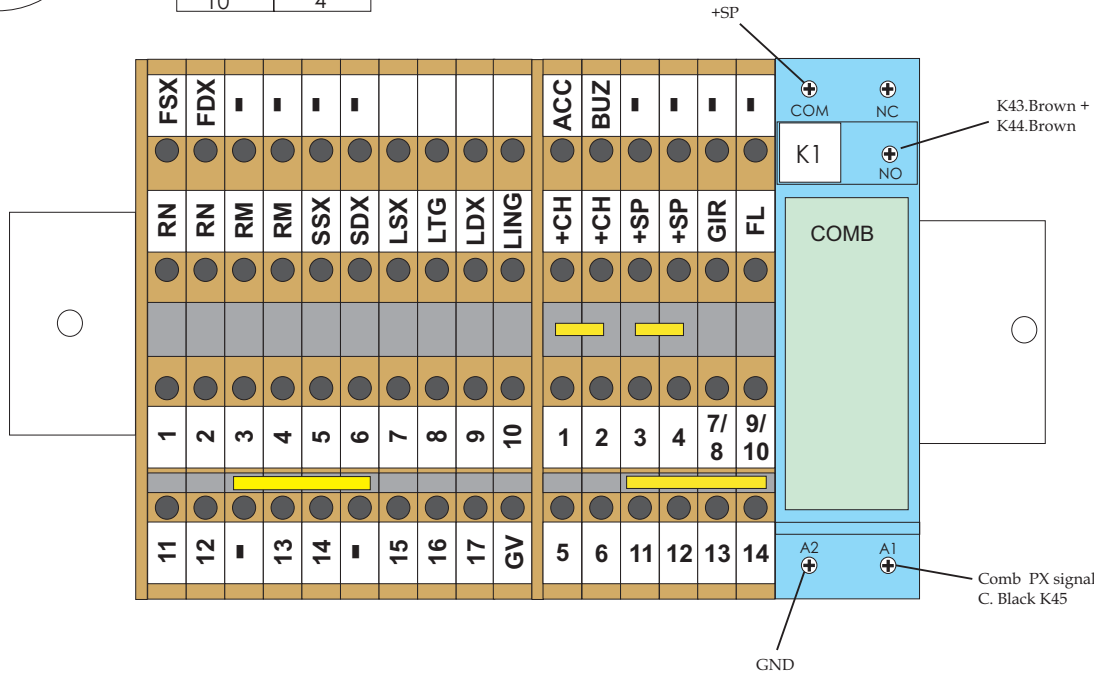 10 4
+SP
FSX FDX - - - - ACC BUZ - - - -
COM NC
K43.Brown +
K44.Brown
K1
NO
RN RN RM RM SSX SDX LSX LTG LDX LING +CH +CH +SP +SP GIR FL
COMB
1 2 3 4 5 6 7 8 9 10 1 2 3 4 7/ 9/
8 10
11 12 - 13 14 - 15 16 17 GV 5 6 11 12 13 14
A2 A1
Comb PX signal
C. Black K45
GND